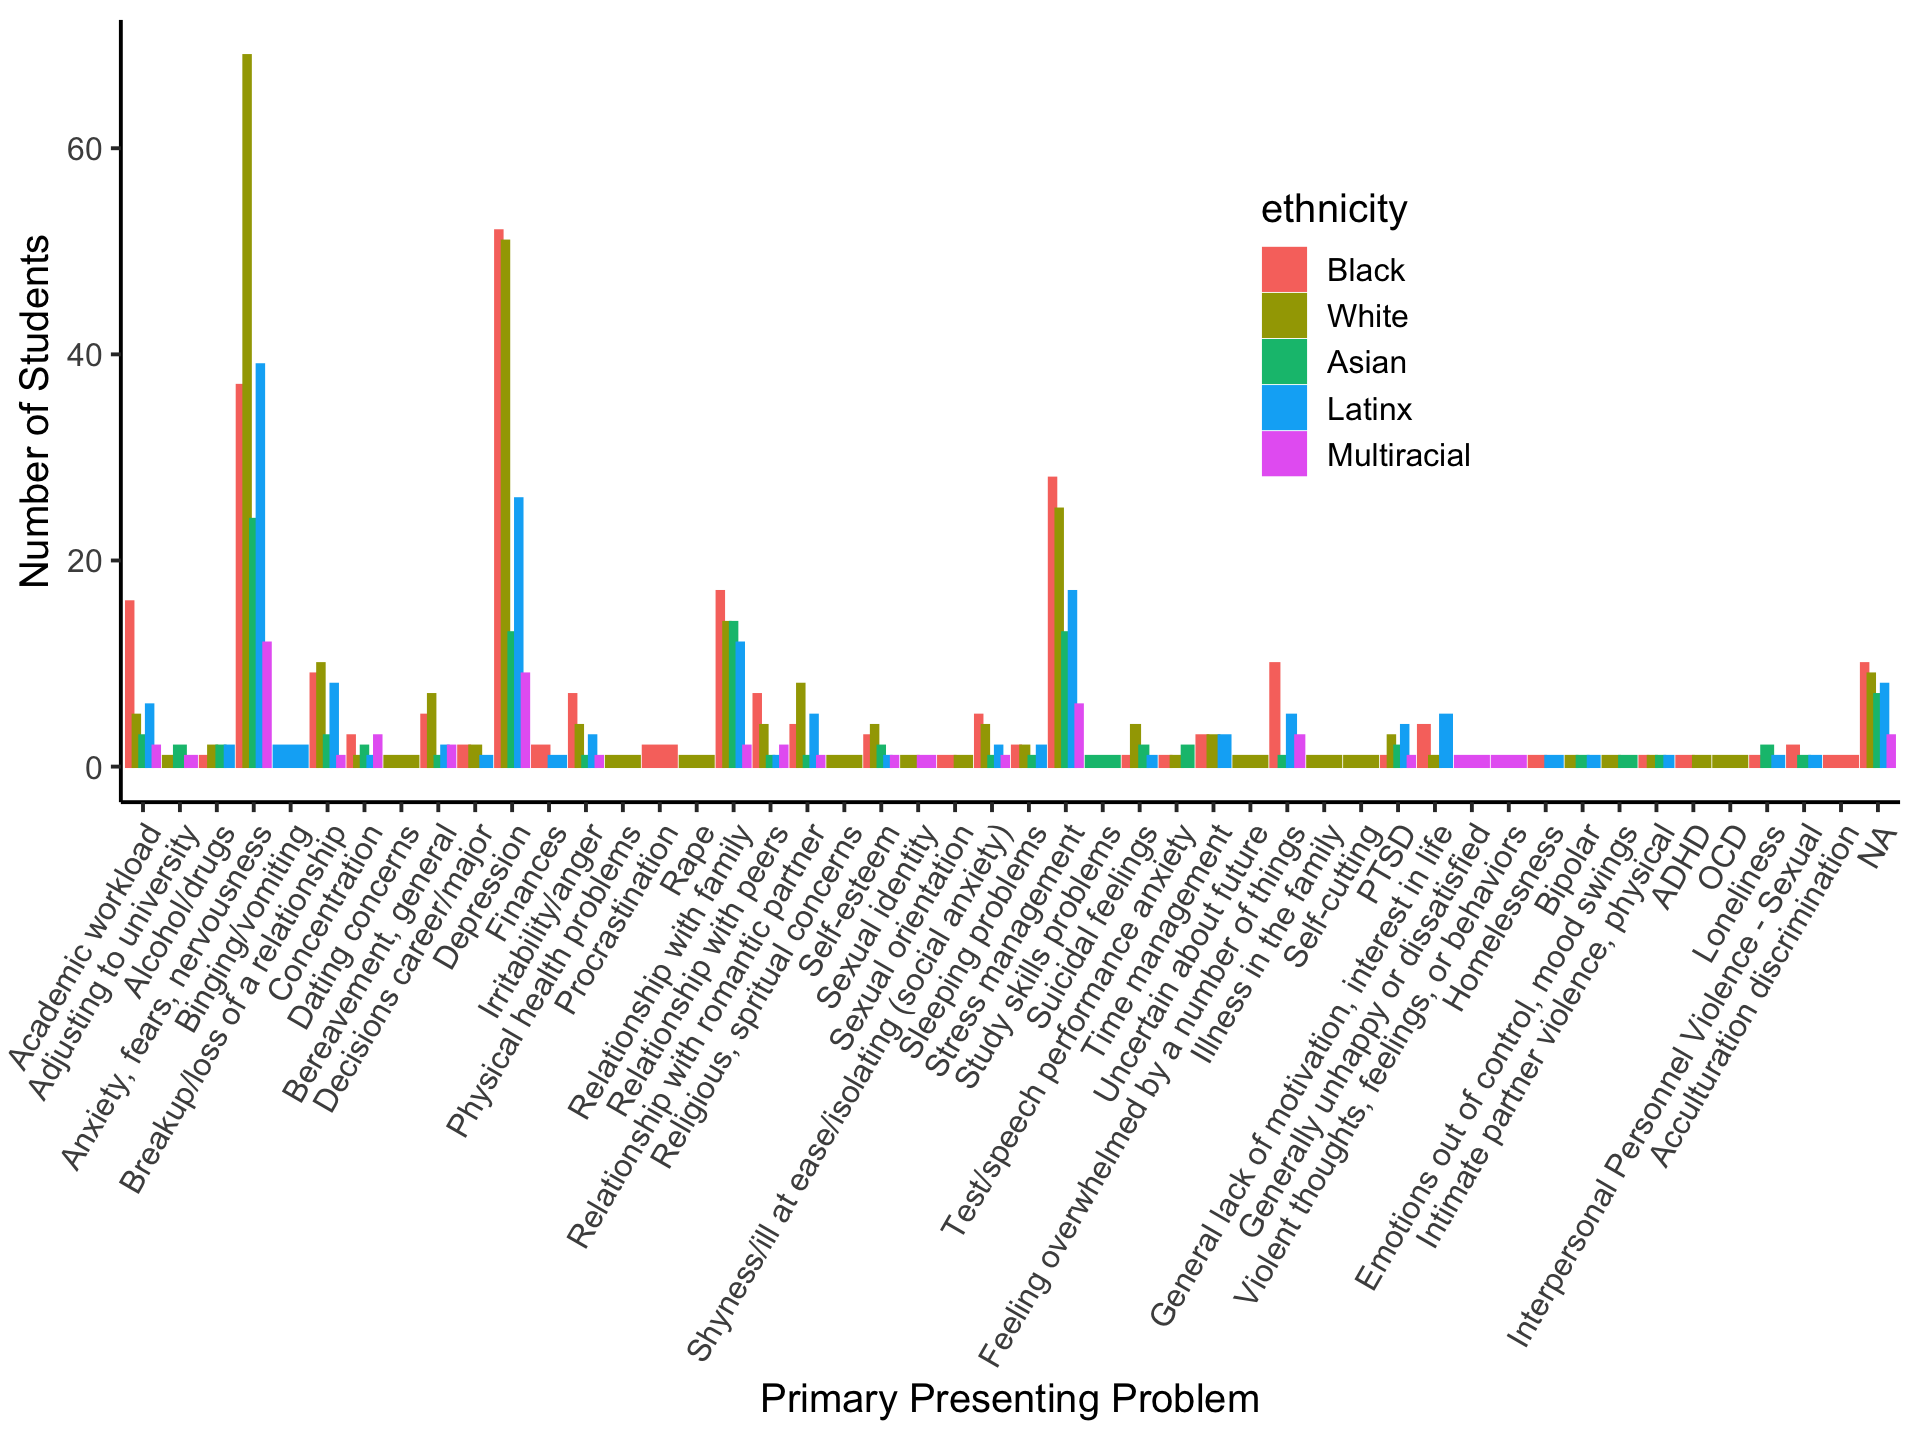 Number of Students
60
40
20
0
ethnicity
Black
White
Asian
Latinx
Multiracial
Academic workload
Adjusting to university
Alcohol/drugs
Anxiety, fears, nervousness
Binging/vomiting
Breakup/loss of a relationship
Concentration
Dating concerns
Bereavement, general
Decisions career/major
Depression
Finances
Irritability/anger
Physical health problems
Procrastination
Rape
Relationship with family
Relationship with peers
Relationship with romantic partner
Religious, spritual concerns
Self-esteem
Sexual identity
Sexual orientation
Shyness/ill at ease/isolating (social anxiety)
Sleeping problems
Stress management
Study skills problems
Suicidal feelings
Test/speech performance anxiety
Time management
Uncertain about future
Feeling overwhelmed by a number of things
Illness in the family
Self-cutting
PTSD
General lack of motivation, interest in life
Generally unhappy or dissatisfied
Violent thoughts, feelings, or behaviors
Homelessness
Bipolar
Emotions out of control, mood swings
Intimate partner violence, physical
ADHD
OCD
Loneliness
Interpersonal Personnel Violence - Sexual
Acculturation discrimination
NA
Primary Presenting Problem